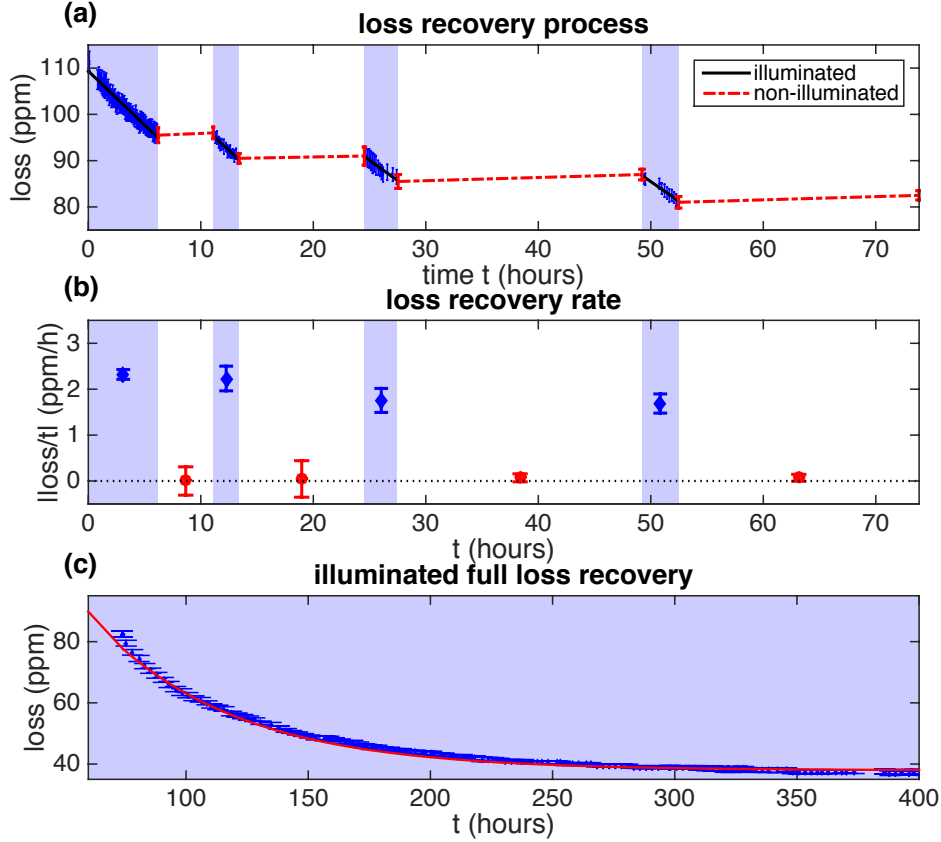 (a)
loss recovery process
loss (ppm)
110
100
90
80
illuminated
non-illuminated
0 10 20 30 40 50 60 70
time t (hours)
(b)
loss recovery rate
|loss/t| (ppm/h)
3
2
1
0
0 10 20 30 40 50 60 70
t (hours)
(c)
illuminated full loss recovery
loss (ppm)
80
60
40
100 150 200 250 300 350 400
t (hours)